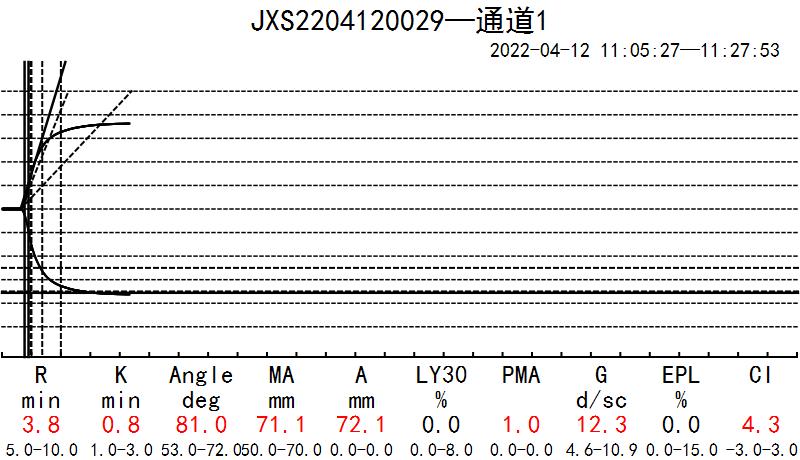 JXS2204120029—通道1
2022-04-12 11:05:27—11:27:53
R K Angle MA A LY30 PMA G EPL CI
min min deg mm mm % d/sc %
3.8 0.8 81.0 71.1 72.1 0.0 1.0 12.3 0.0 4.3
5.0-10.0 1.0-3.0 53.0-72.0 50.0-70.0 0.0-0.0 0.0-8.0 0.0-0.0 4.6-10.9 0.0-15.0 -3.0-3.0